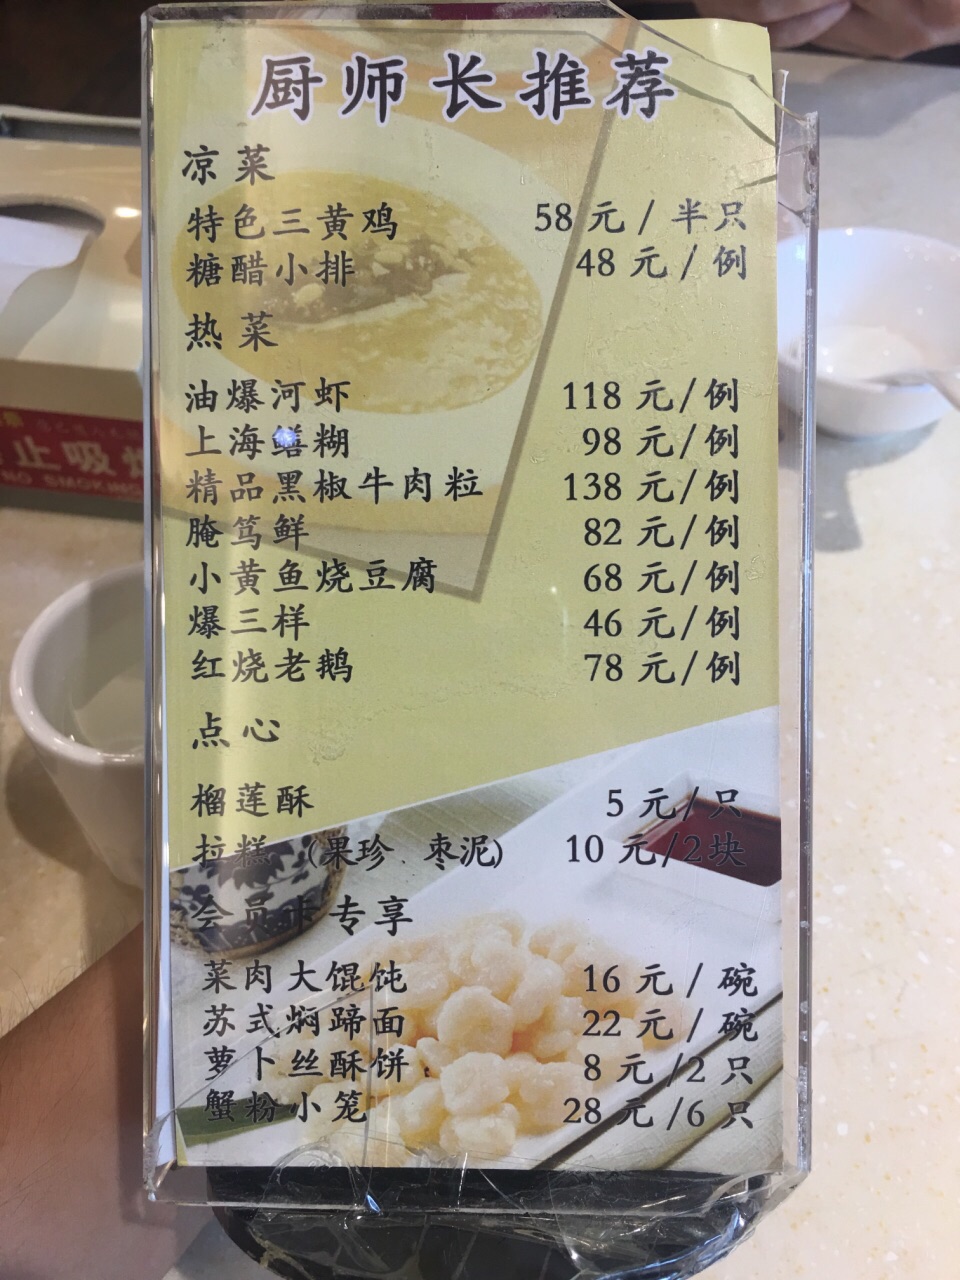 厨师长推荐
凉菜
特色三黄鸡 58元/半只
糖醋小排 48元/例
热菜
油爆河虾 118元/例
上海鳝糊 98元/例
精品黑椒牛肉粒 138元/例
腌笃鲜 82元/例
小黄鱼烧豆腐 68元/例
爆三样 46元/例
红烧老鹅 78元/例
点心
榴莲酥 5元/只
拉糕（果珍.枣泥） 10元/2块
会员卡专享
菜肉大馄饨 16元/碗
苏式焖蹄面 22元/碗
萝卜丝酥饼 8元/2只
蟹粉小笼 28元/6只
止吸
NO SMOKING